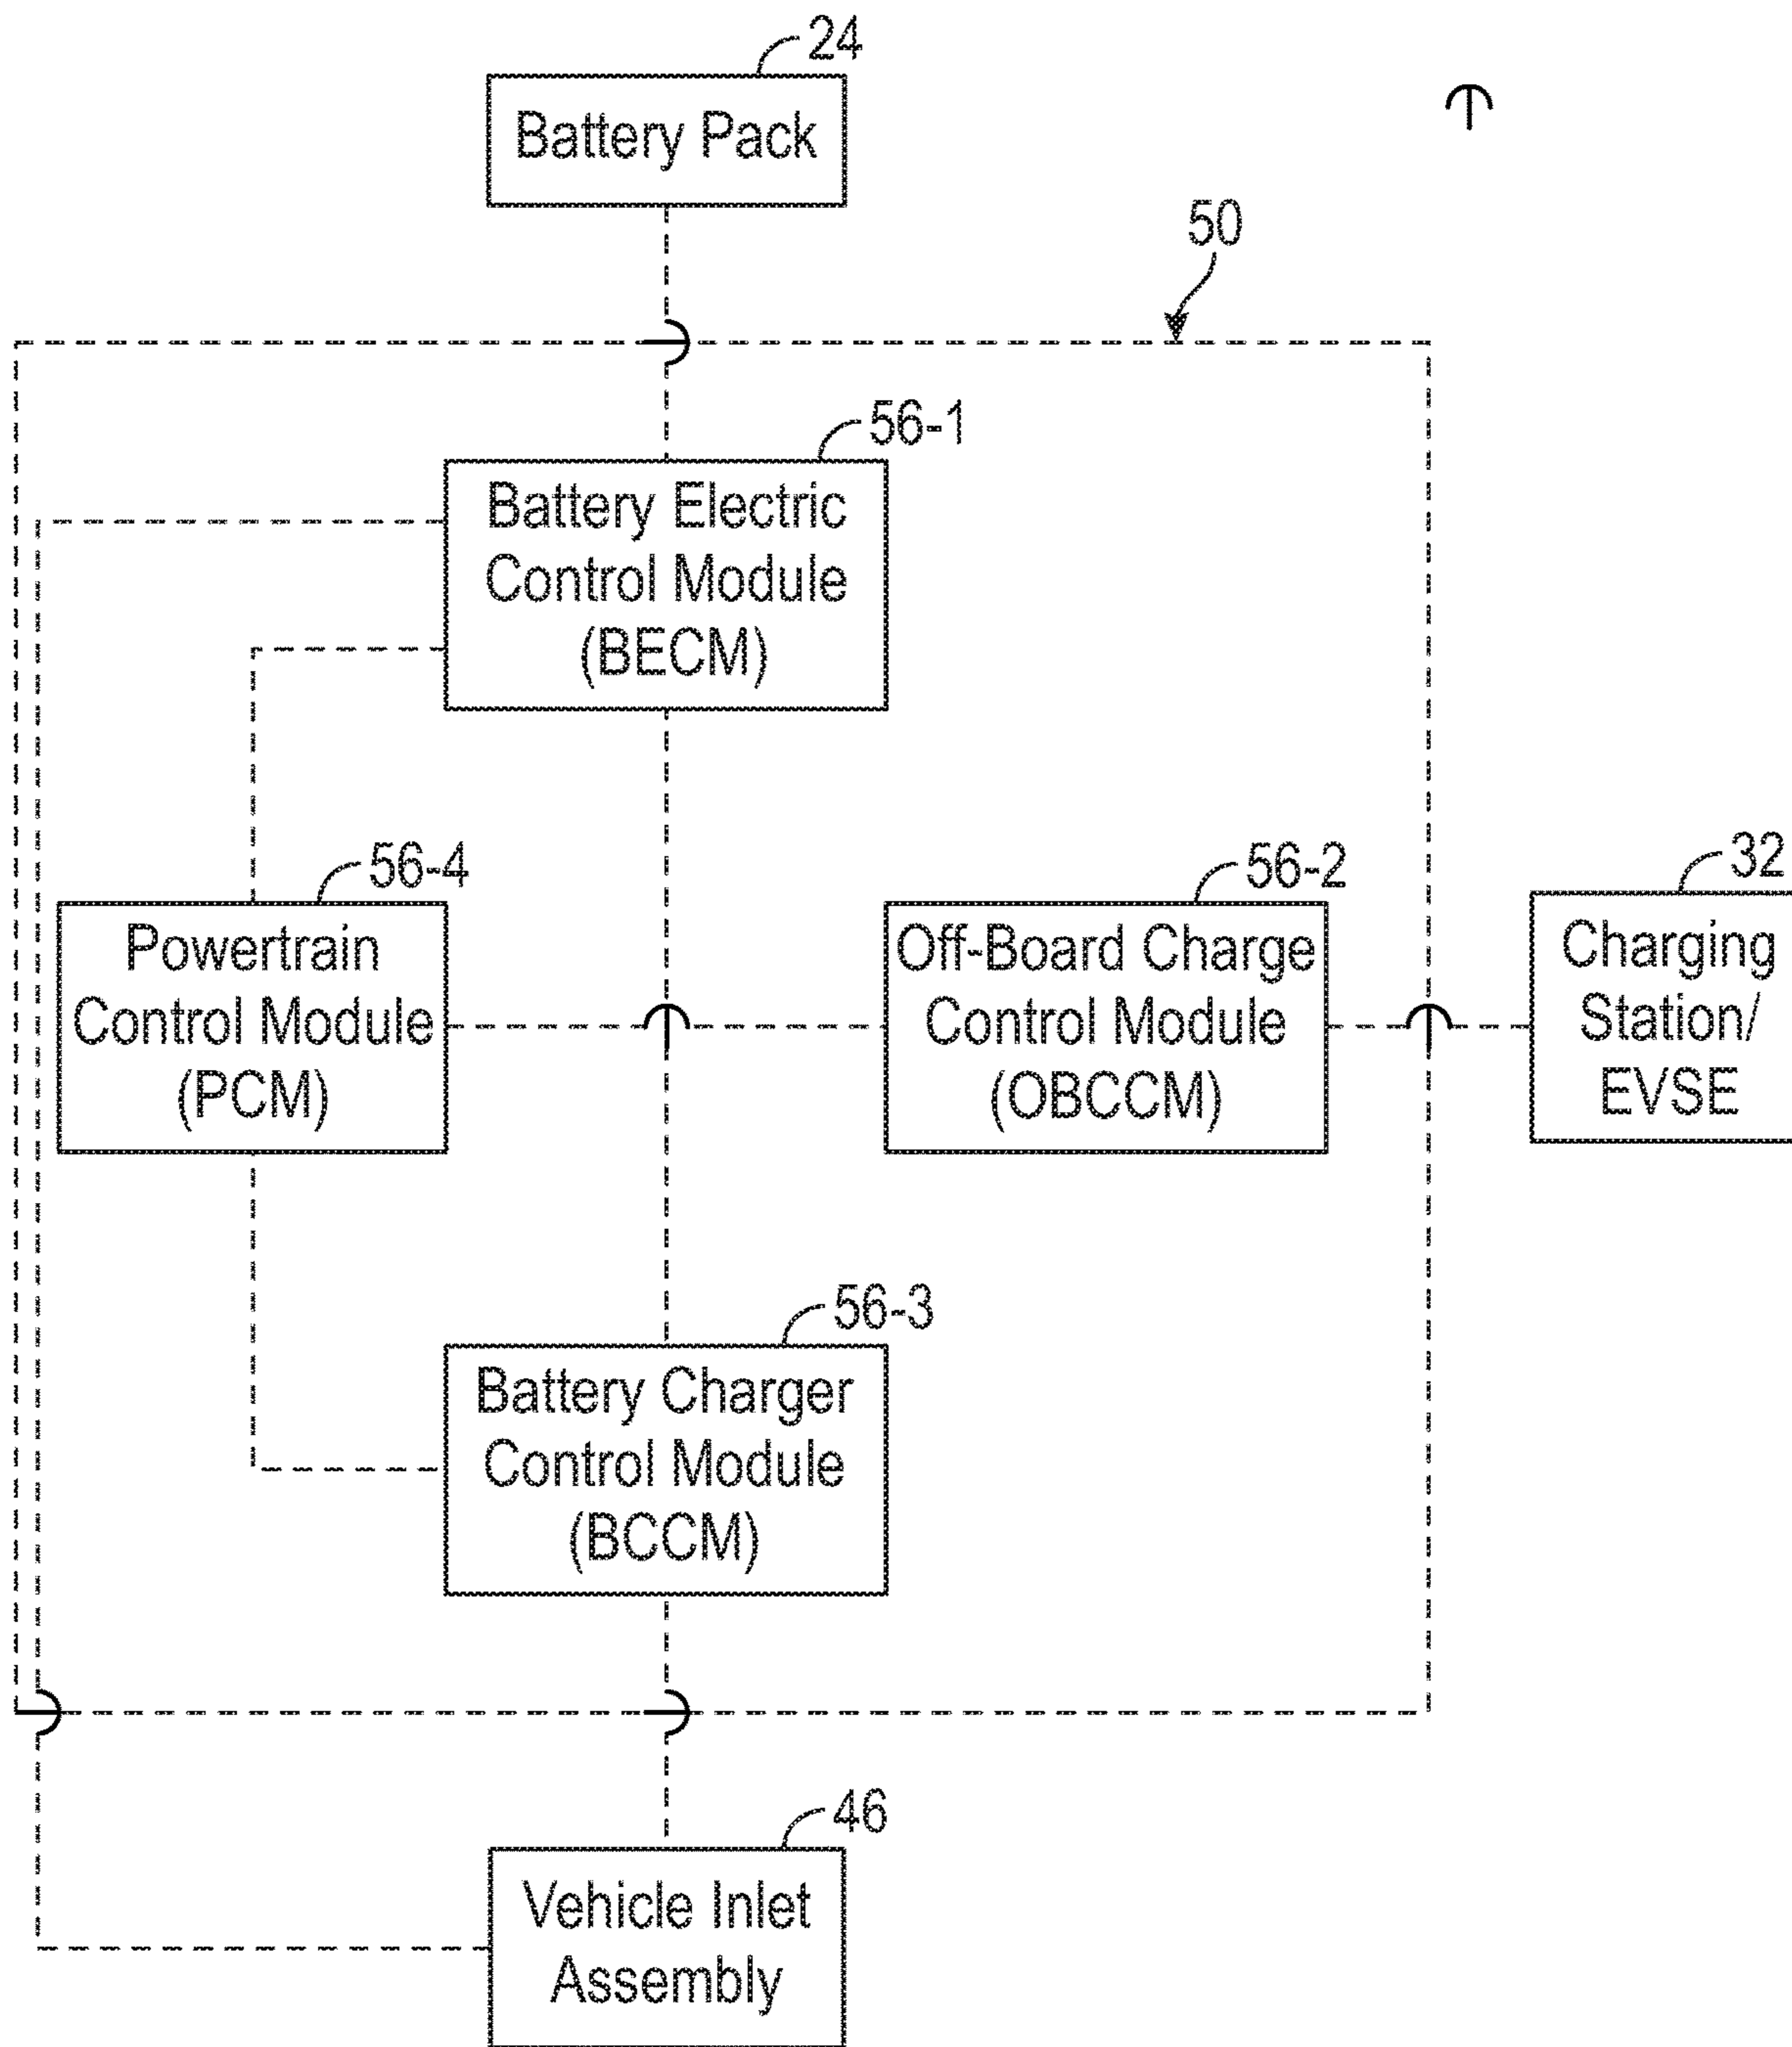 24
Battery Pack
50
56-1
Battery Electric
Control Module
(BECM)
56-4
Powertrain
Control Module
(PCM)
56-2
Off-Board Charge
Control Module
(OBCCM)
32
Charging
Station/
EVSE
56-3
Battery Charger
Control Module
(BCCM)
46
Vehicle Inlet
Assembly